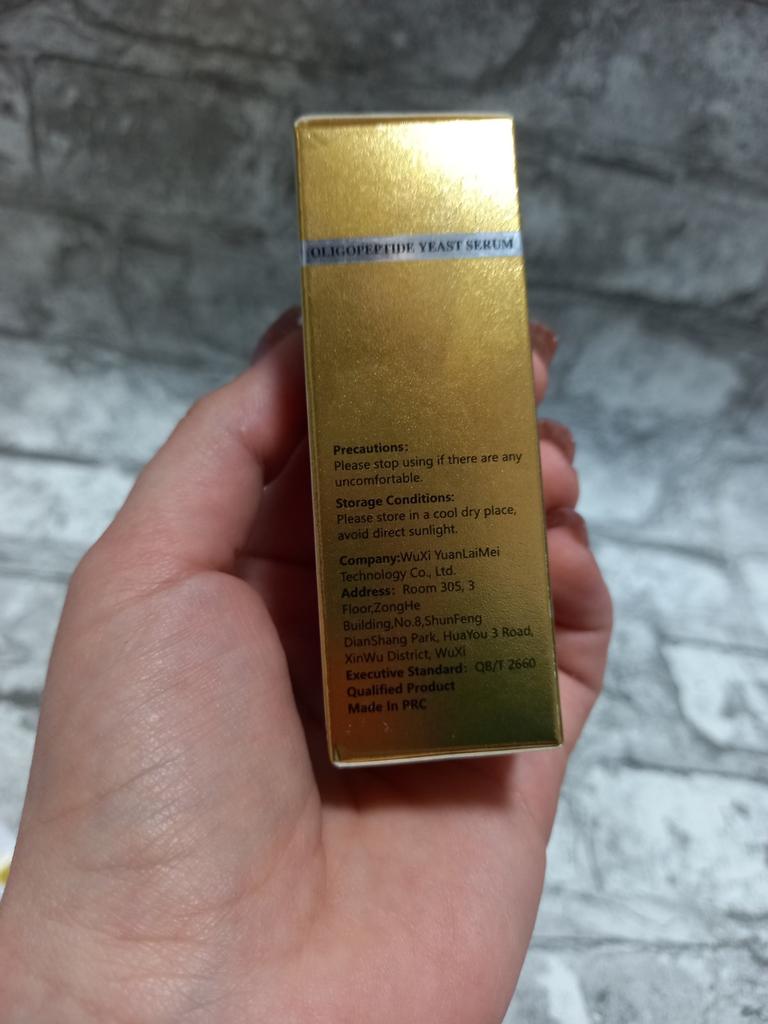 OLIGOPEPTIDE YEAST SERUM
Precautions:
Please stop using if there are any
uncomfortable.
Storage Conditions:
Please store in a cool dry place,
avoid direct sunlight.
Company:WuXi YuanLaiMei
Technology Co., Ltd.
Address: Room 305, 3
Floor,ZongHe
Building,No.8,ShunFeng
DianShang Park, HuaYou 3 Road,
XinWu District, WuXi
Executive Standard: QB/T 2660
Qualified Product
Made In PRC